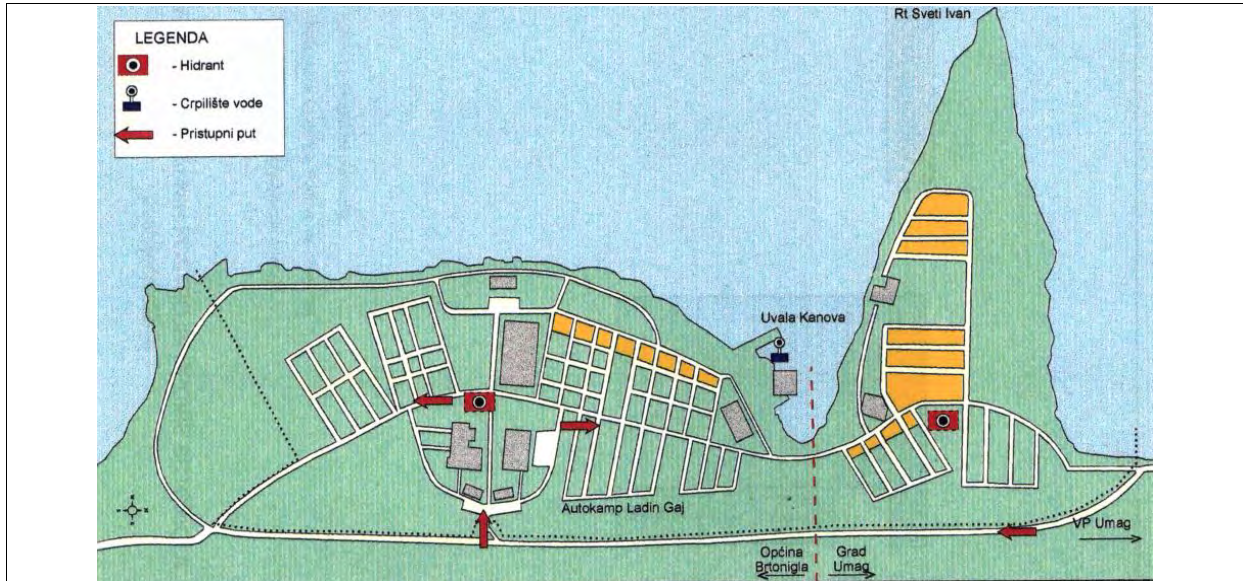 Rt Sveti Ivan
LEGENDA
- Hidrant
- Crpilište vode
- Pristupni put
Uvala Kanova
Autokamp Ladin Gaj
VP Umag
Općina
Brtonigla
Grad
Umag